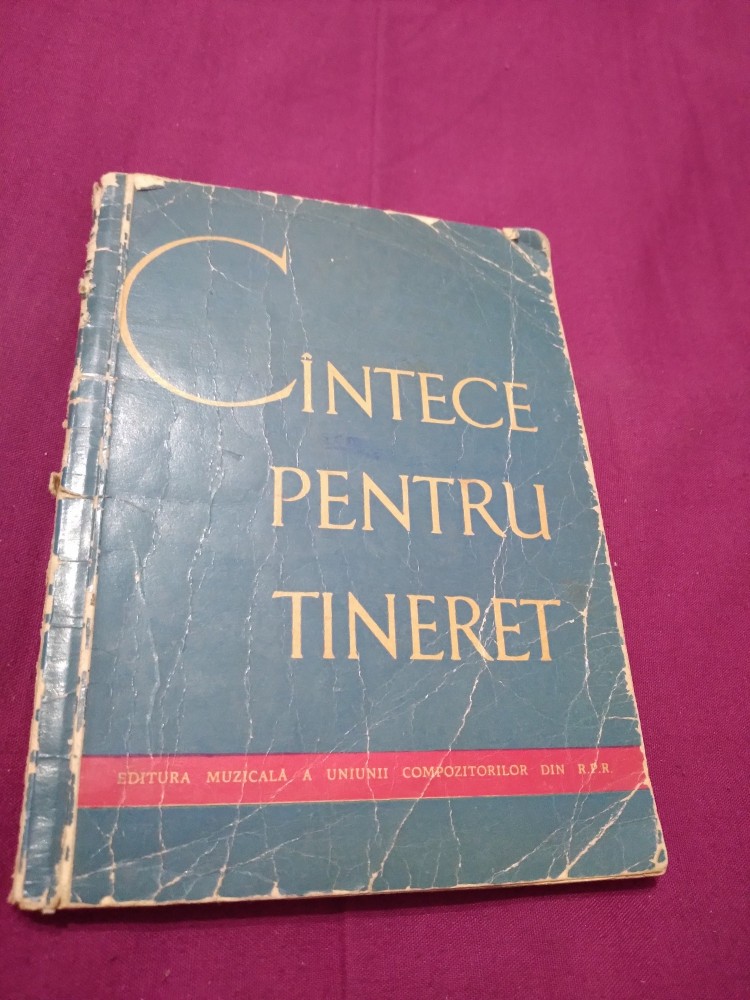 CÎNTECE
PENTRU
TINERET
EDITURA MUZICALĂ A UNIUNII COMPOZITORILOR DIN R.P.R.